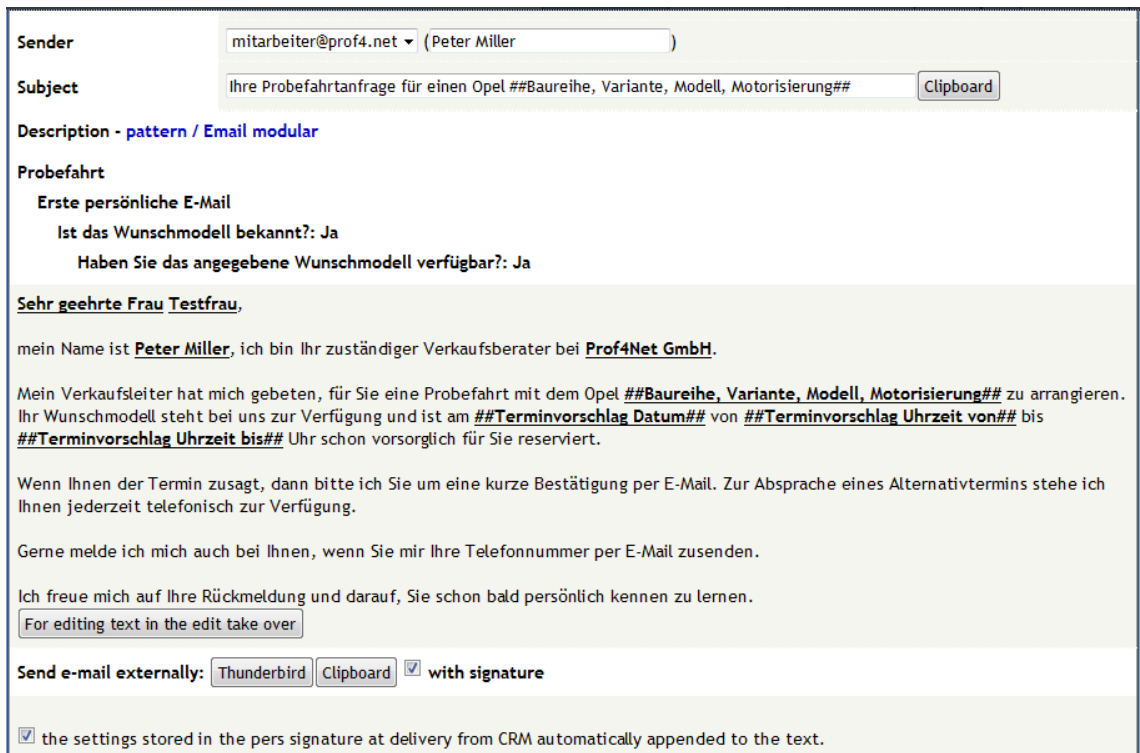 Sender mitarbeiter@prof4.net (Peter Miller)
Subject Ihre Probefahrtanfrage für einen Opel ##Baureihe, Variante, Modell, Motorisierung## Clipboard
Description - pattern / Email modular
Probefahrt
Erste persönliche E-Mail
Ist das Wunschmodell bekannt?: Ja
Haben Sie das angegebene Wunschmodell verfügbar?: Ja
Sehr geehrte Frau Testfrau,
mein Name ist Peter Miller, ich bin Ihr zuständiger Verkaufsberater bei Prof4Net GmbH.
Mein Verkaufsleiter hat mich gebeten, für Sie eine Probefahrt mit dem Opel ##Baureihe, Variante, Modell, Motorisierung## zu arrangieren.
Ihr Wunschmodell steht bei uns zur Verfügung und ist am ##Terminvorschlag Datum## von ##Terminvorschlag Uhrzeit von## bis
##Terminvorschlag Uhrzeit bis## Uhr schon vorsorglich für Sie reserviert.
Wenn Ihnen der Termin zusagt, dann bitte ich Sie um eine kurze Bestätigung per E-Mail. Zur Absprache eines Alternativtermins stehe ich
Ihnen jederzeit telefonisch zur Verfügung.
Gerne melde ich mich auch bei Ihnen, wenn Sie mir Ihre Telefonnummer per E-Mail zusenden.
Ich freue mich auf Ihre Rückmeldung und darauf, Sie schon bald persönlich kennen zu lernen.
For editing text in the edit take over
Send e-mail externally: Thunderbird Clipboard with signature
the settings stored in the pers signature at delivery from CRM automatically appended to the text.